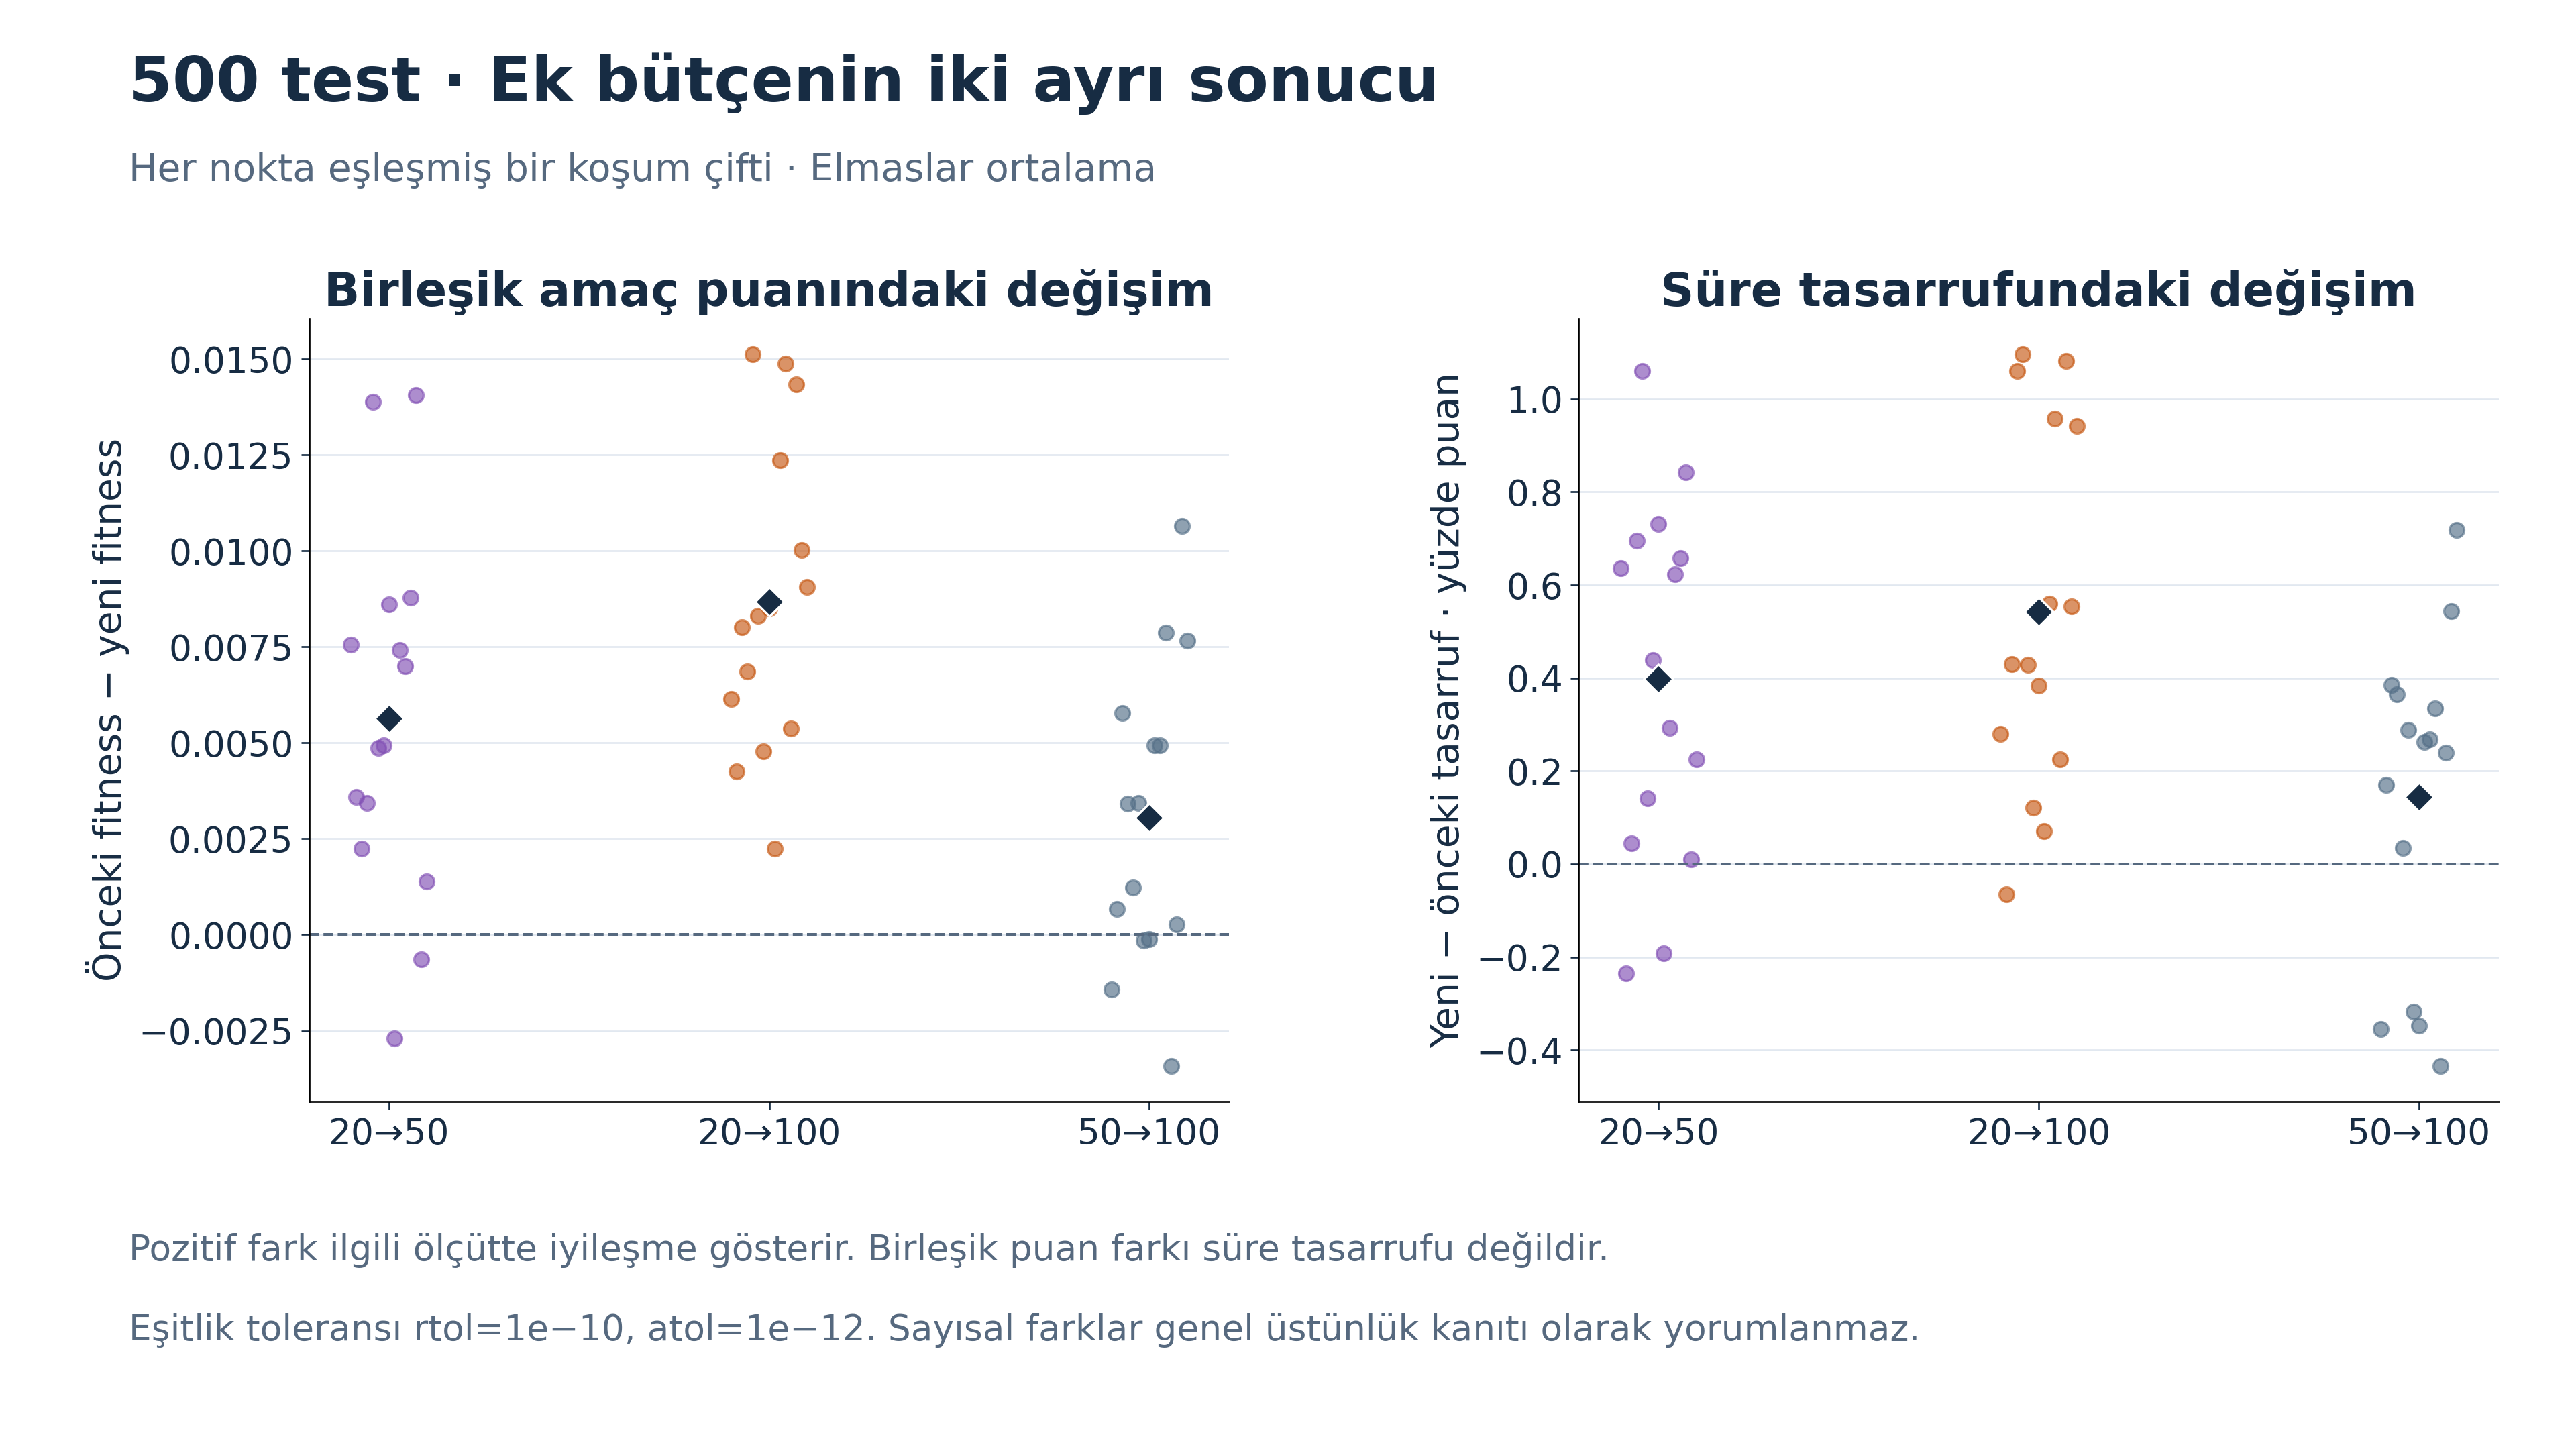 500 test · Ek bütçenin iki ayrı sonucu
Her nokta eşleşmiş bir koşum çifti · Elmaslar ortalama
Birleşik amaç puanındaki değişim
Önceki fitness − yeni fitness
0.0150
0.0125
0.0100
0.0075
0.0050
0.0025
0.0000
−0.0025
20→50
20→100
50→100
Süre tasarrufundaki değişim
Yeni − önceki tasarruf · yüzde puan
1.0
0.8
0.6
0.4
0.2
0.0
−0.2
−0.4
20→50
20→100
50→100
Pozitif fark ilgili ölçütte iyileşme gösterir. Birleşik puan farkı süre tasarrufu değildir.
Eşitlik toleransı rtol=1e−10, atol=1e−12. Sayısal farklar genel üstünlük kanıtı olarak yorumlanmaz.